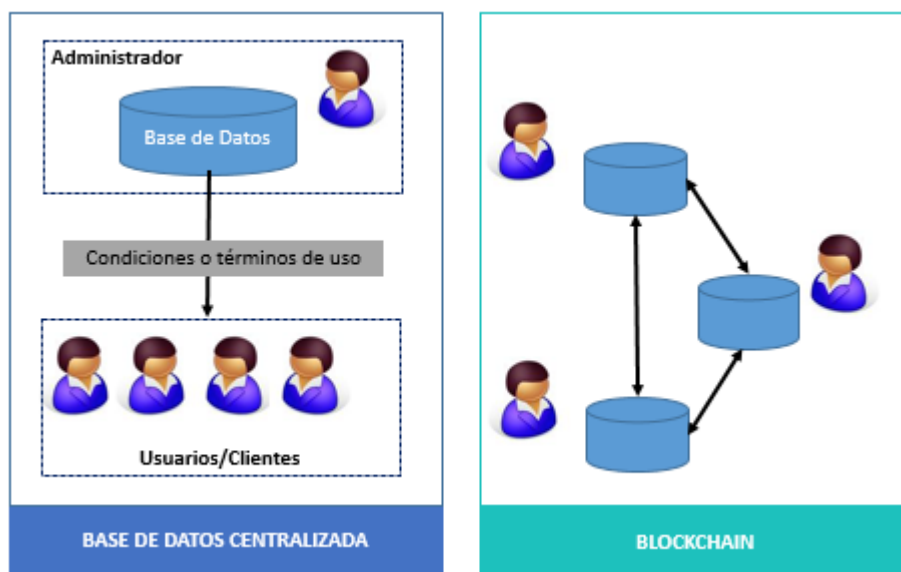 Administrador
Base de Datos
Condiciones o términos de uso
Usuarios/Clientes
BASE DE DATOS CENTRALIZADA
BLOCKCHAIN